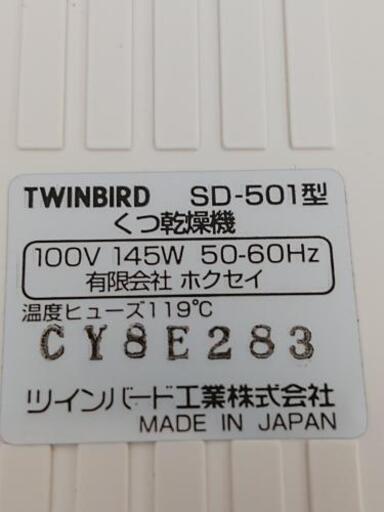 TWINBIRD SD-501型
くつ乾燥機
100V 145W 50-60Hz
有限会社 ホクセイ
温度ヒューズ119℃
CY8E283
ツインバード工業株式会社
MADE IN JAPAN